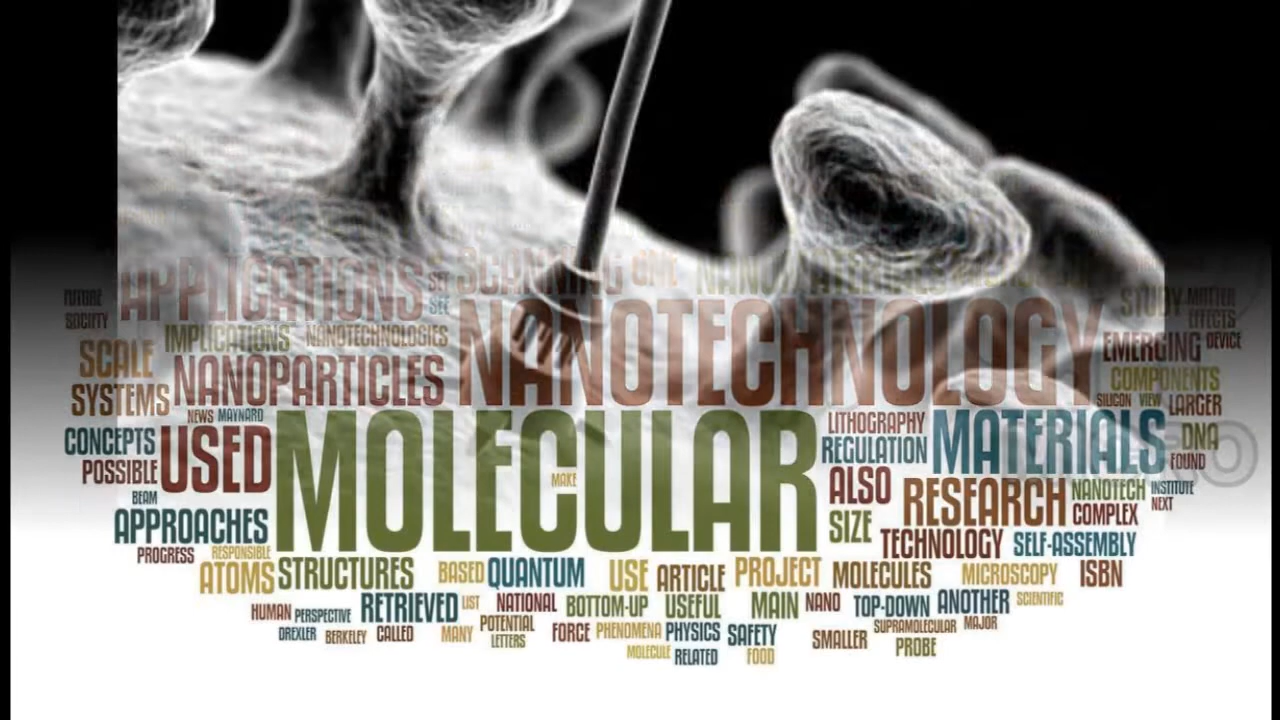 APPLICATIONS SEE SCANNING ONE
FUTURE SEE STUDY MATTER
SOCIETY IMPLICATIONS NANOTECHNOLOGIES NANOTECHNOLOGY EFFECTS
SCALE EMERGING DEVICE
SYSTEMS NANOPARTICLES COMPONENTS
NEWS MAYNARD SILICON VIEW LARGER
CONCEPTS USED MOLECULAR LITHOGRAPHY MATERIALS DNA
REGULATION
POSSIBLE MAKE ALSO FOUND
BEAM RESEARCH NANOTECH INSTITUTE
APPROACHES SIZE COMPLEX NEXT
PROGRESS RESPONSIBLE TECHNOLOGY SELF-ASSEMBLY
ATOMS STRUCTURES BASED QUANTUM USE ARTICLE PROJECT MOLECULES MICROSCOPY ISBN
HUMAN PERSPECTIVE RETRIEVED LIST NATIONAL BOTTOM-UP USEFUL MAIN NANO TOP-DOWN ANOTHER SCIENTIFIC
DREXLER BERKELEY CALLED MANY POTENTIAL FORCE PHENOMENA PHYSICS SAFETY SMALLER SUPRAMOLECULAR MAJOR
LETTERS PROBE
MOLECULE RELATED FOOD